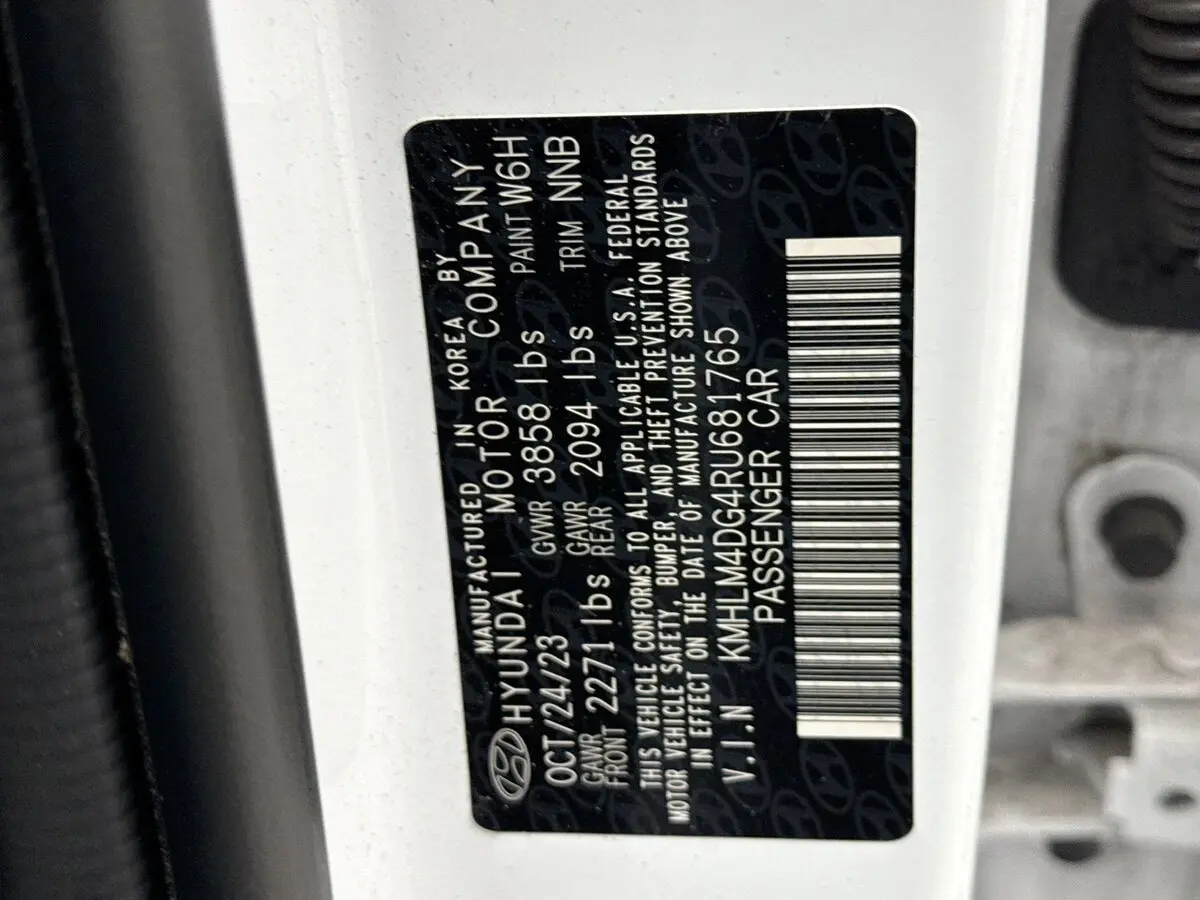 MANUFACTURED IN KOREA BY
HYUNDAI MOTOR COMPANY
OCT/24/23 GVWR 3858 lbs PAINT W6H
GAWR FRONT 2271 lbs GAWR REAR 2094 lbs TRIM NNB
THIS VEHICLE CONFORMS TO ALL APPLICABLE U.S.A. FEDERAL
MOTOR VEHICLE SAFETY, BUMPER, AND THEFT PREVENTION STANDARDS
IN EFFECT ON THE DATE OF MANUFACTURE SHOWN ABOVE
V.I.N KMHLM4DG4RU681765
PASSENGER CAR